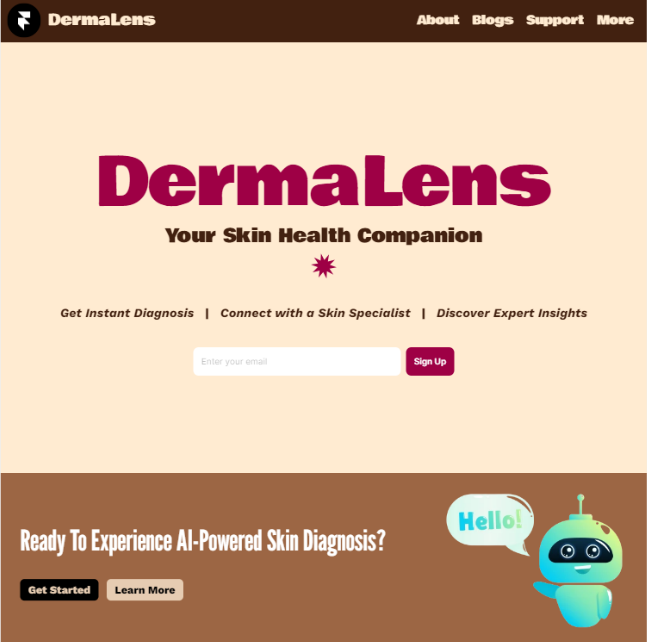 DermaLens About Blogs Support More
DermaLens
Your Skin Health Companion
Get Instant Diagnosis | Connect with a Skin Specialist | Discover Expert Insights
Enter your email Sign Up
Hello!
Ready To Experience AI-Powered Skin Diagnosis?
Get Started Learn More